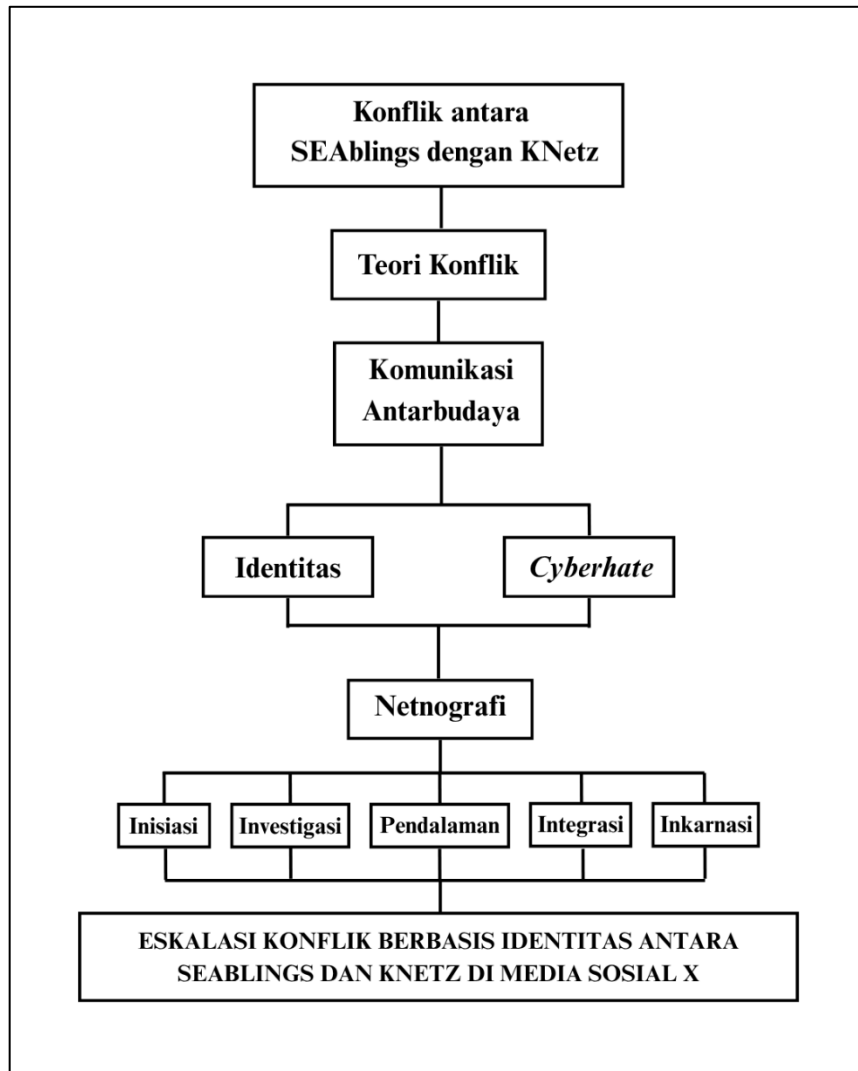 Konflik antara
SEAblings dengan KNetz
Teori Konflik
Komunikasi
Antarbudaya
Identitas
Cyberhate
Netnografi
Inisiasi
Investigasi
Pendalaman
Integrasi
Inkarnasi
ESKALASI KONFLIK BERBASIS IDENTITAS ANTARA
SEABLINGS DAN KNETZ DI MEDIA SOSIAL X